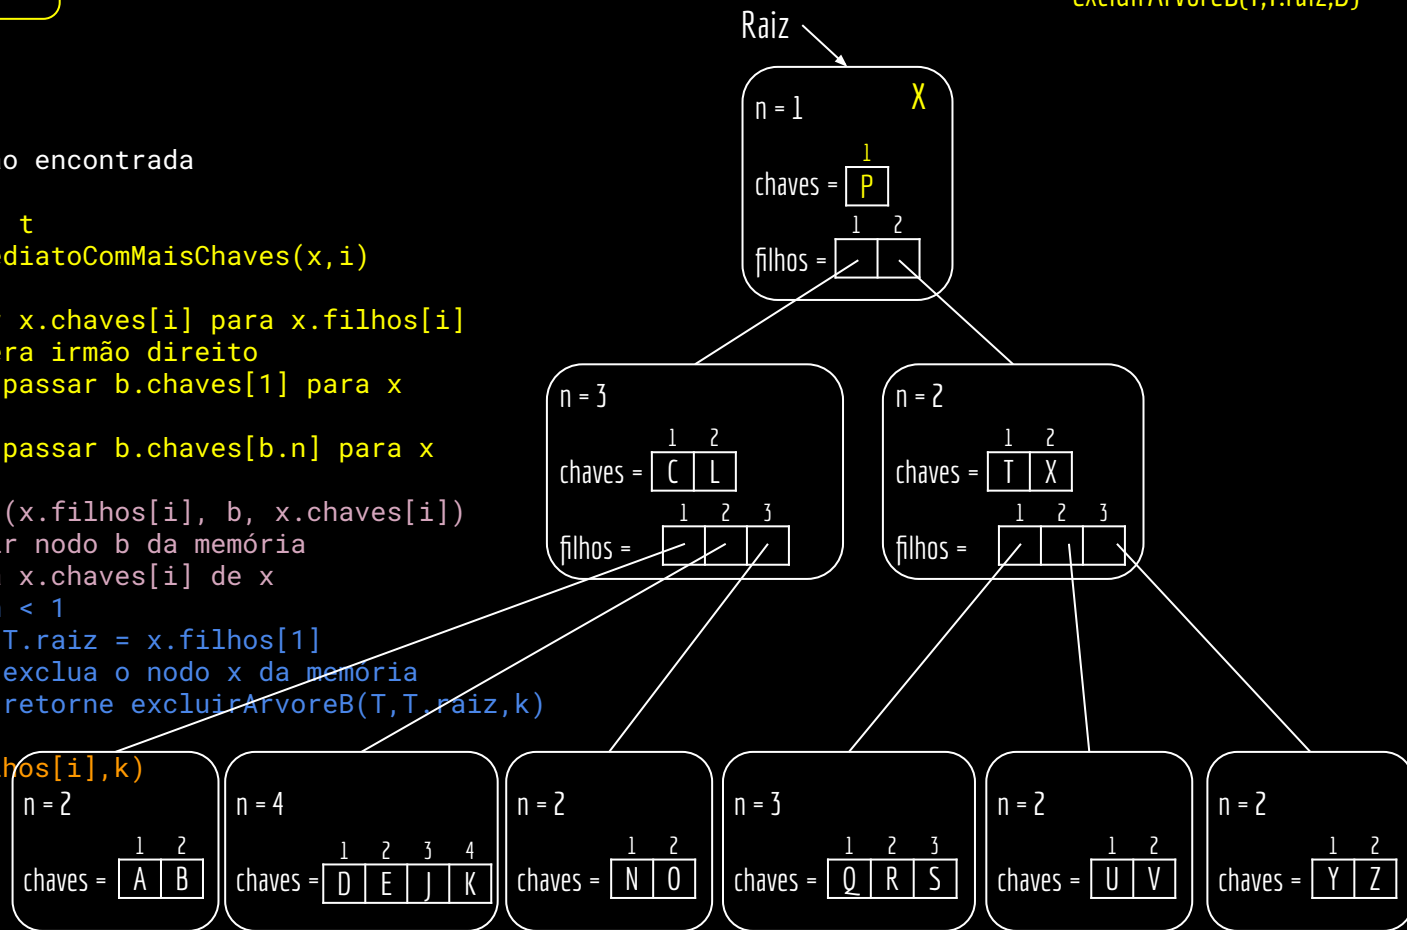 excluirArvoreB(T,T.raiz,B)
Raiz
n = 1
X
1
chaves = P
1 2
filhos =
o encontrada
t
ediatoComMaisChaves(x,i)
r x.chaves[i] para x.filhos[i]
era irmão direito
passar b.chaves[1] para x
passar b.chaves[b.n] para x
(x.filhos[i], b, x.chaves[i])
r nodo b da memória
x.chaves[i] de x
< 1
T.raiz = x.filhos[1]
exclua o nodo x da memória
retorne excluirArvoreB(T,T.raiz,k)
hos[i],k)
n = 3
1 2
chaves = C L
1 2 3
filhos =
n = 2
1 2
chaves = T X
1 2 3
filhos =
n = 2
1 2
chaves = A B
n = 4
1 2 3 4
chaves = D E J K
n = 2
1 2
chaves = N O
n = 3
1 2 3
chaves = Q R S
n = 2
1 2
chaves = U V
n = 2
1 2
chaves = Y Z